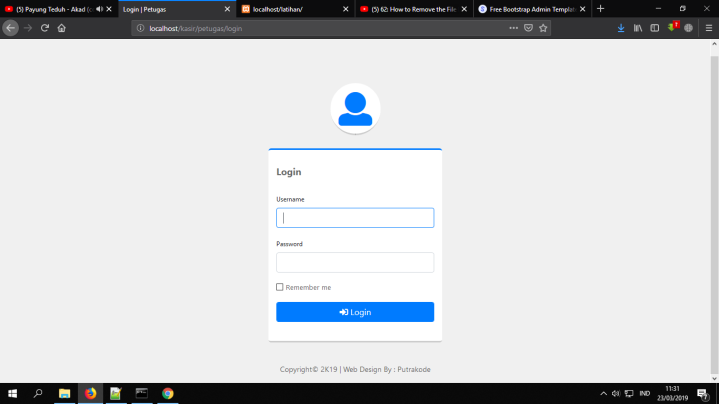 (5) Payung Teduh - Akad (c
Login | Petugas
localhost/latihan/
(5) 62: How to Remove the File
Free Bootstrap Admin Templat
localhost/kasir/petugas/login
7
Login
Username
Password
Remember me
Login
Copyright© 2K19 | Web Design By : Putrakode
IND
11:31
23/03/2019